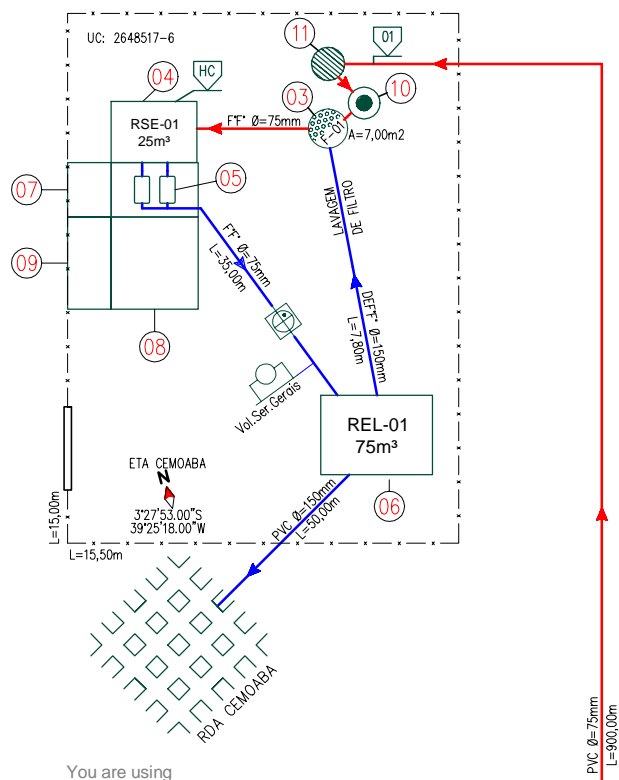 UC: 2648517-6
11
01
04
HC
03
10
RSE-01
25m³
F°F° Ø=75mm
F-01
A=7,00m2
07
05
LAVAGEM
DE FILTRO
F°F° Ø=75mm
L=35,00m
09
08
DEF°F° Ø=150mm
L=7,80m
Vol.Ser.Gerais
REL-01
75m³
06
ETA CEMOABA
N
3°27'53.00"S
39°25'18.00"W
L=15,00m
L=15,50m
PVC Ø=150mm
L=50,00m
RDA CEMOABA
PVC Ø=75mm
L=900,00m
You are using